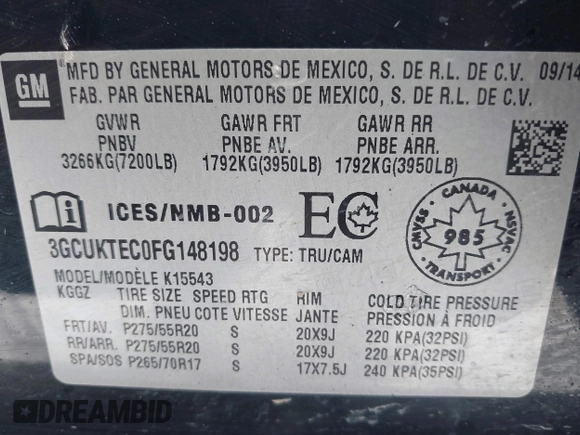 GM
MFD BY GENERAL MOTORS DE MEXICO, S. DE R.L. DE C.V. 09/14
FAB. PAR GENERAL MOTORS DE MEXICO, S. DE R.L. DE C.V.
GVWR GAWR FRT GAWR RR
PNBV PNBE AV. PNBE ARR.
3266KG(7200LB) 1792KG(3950LB) 1792KG(3950LB)
ICES/NMB-002 EC
CANADA
CMVSS 985 NSVAC
TRANSPORT
3GCUKTEC0FG148198 TYPE: TRU/CAM
MODEL/MODÈLE K15543
KGGZ TIRE SIZE SPEED RTG RIM COLD TIRE PRESSURE
DIM. PNEU COTE VITESSE JANTE PRESSION À FROID
FRT/AV. P275/55R20 S 20X9J 220 KPA(32PSI)
RR/ARR. P275/55R20 S 20X9J 220 KPA(32PSI)
SPA/SOS P265/70R17 S 17X7.5J 240 KPA(35PSI)
DREAMBID